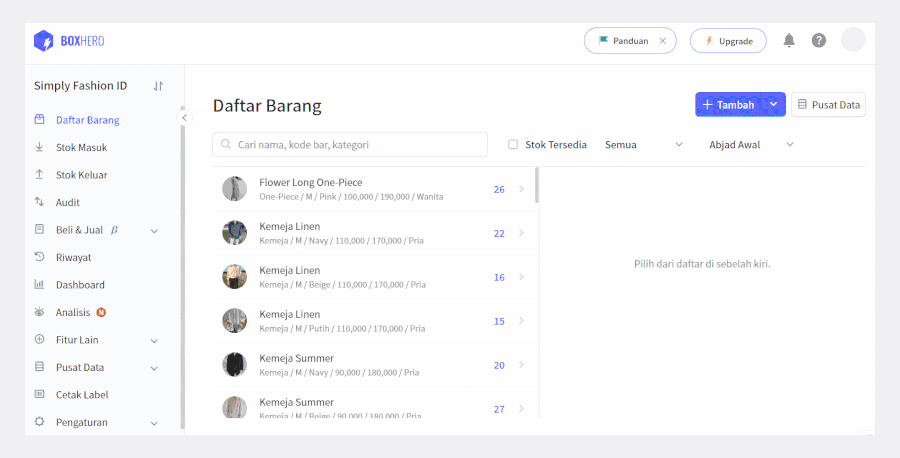 BOXHERO
Panduan
Upgrade
Simply Fashion ID
Daftar Barang
Stok Masuk
Stok Keluar
Audit
Beli & Jual β
Riwayat
Dashboard
Analisis N
Fitur Lain
Pusat Data
Cetak Label
Pengaturan
Daftar Barang
+ Tambah
Pusat Data
Cari nama, kode bar, kategori
Stok Tersedia
Semua
Abjad Awal
Flower Long One-Piece
One-Piece / M / Pink / 100,000 / 190,000 / Wanita
26
Kemeja Linen
Kemeja / M / Navy / 110,000 / 170,000 / Pria
22
Kemeja Linen
Kemeja / M / Beige / 110,000 / 170,000 / Pria
16
Kemeja Linen
Kemeja / M / Putih / 110,000 / 170,000 / Pria
15
Kemeja Summer
Kemeja / M / Navy / 90,000 / 180,000 / Pria
20
Kemeja Summer
Kemeja / M / Beige / 90,000 / 180,000 / Pria
27
Pilih dari daftar di sebelah kiri.